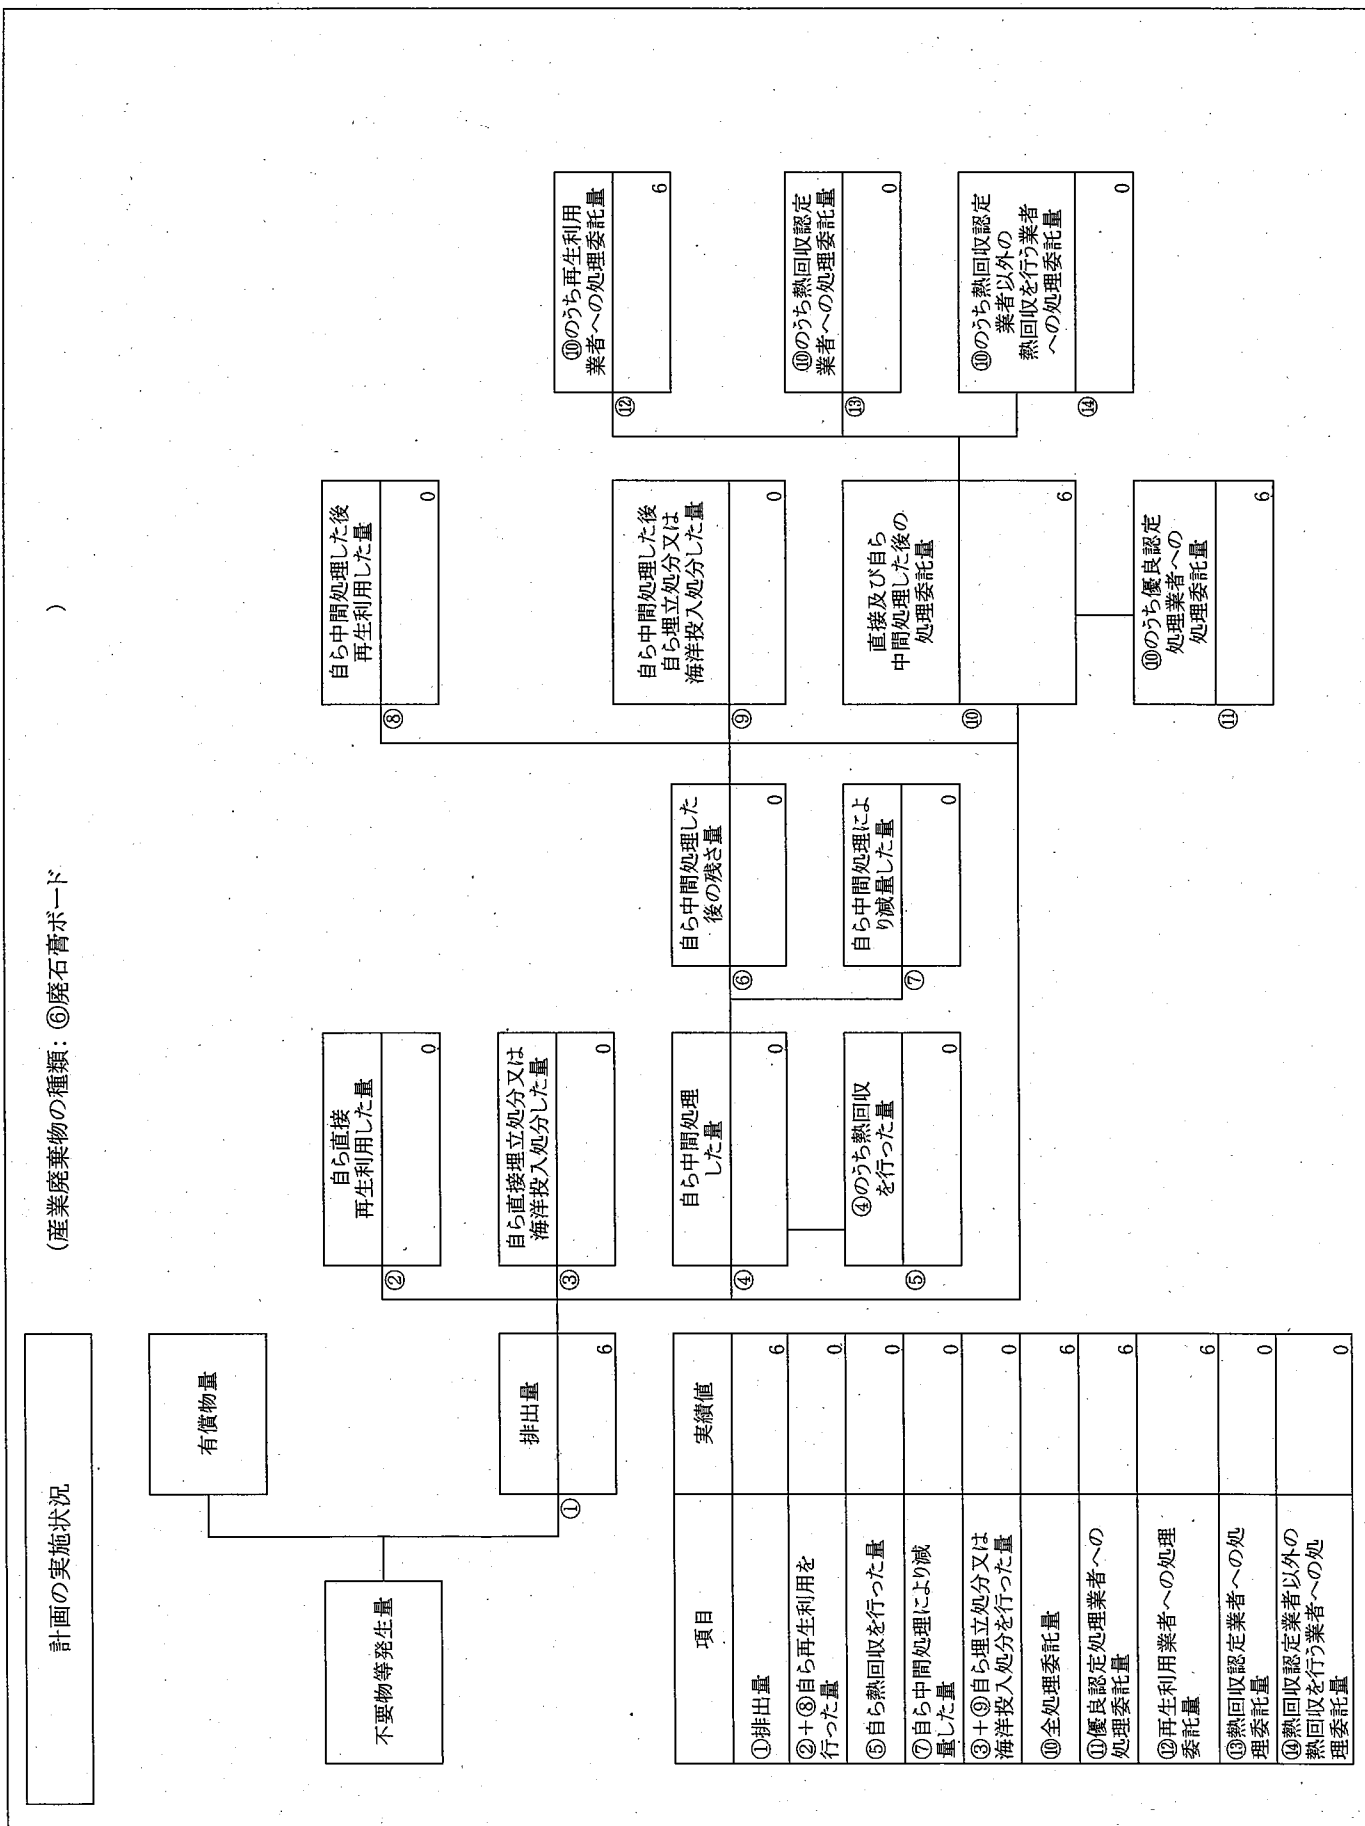 計画の実施状況
(産業廃棄物の種類：⑥廃石膏ボード )
不要物等発生量
有償物量
①
排出量
6
②
自ら直接
再生利用した量
0
③
自ら直接埋立処分又は
海洋投入処分した量
0
④
自ら中間処理
した量
0
⑤
④のうち熱回収
を行った量
0
⑥
自ら中間処理した
後の残さ量
0
⑦
自ら中間処理によ
り減量した量
0
⑧
自ら中間処理した後
再生利用した量
0
⑨
自ら中間処理した後
自ら埋立処分又は
海洋投入処分した量
0
⑩
直接及び自ら
中間処理した後の
処理委託量
6
⑪
⑩のうち優良認定
処理業者への
処理委託量
6
⑫
⑩のうち再生利用
業者への処理委託量
6
⑬
⑩のうち熱回収認定
業者への処理委託量
0
⑭
⑩のうち熱回収認定
業者以外の
熱回収を行う業者
への処理委託量
0
項目 実績値
①排出量 6
②+⑧自ら再生利用を
行った量 0
⑤自ら熱回収を行った量 0
⑦自ら中間処理により減
量した量 0
③+⑨自ら埋立処分又は
海洋投入処分を行った量 0
⑩全処理委託量 6
⑪優良認定処理業者への
処理委託量 6
⑫再生利用業者への処理
委託量 6
⑬熱回収認定業者への処
理委託量 0
⑭熱回収認定業者以外の
熱回収を行う業者への処
理委託量 0